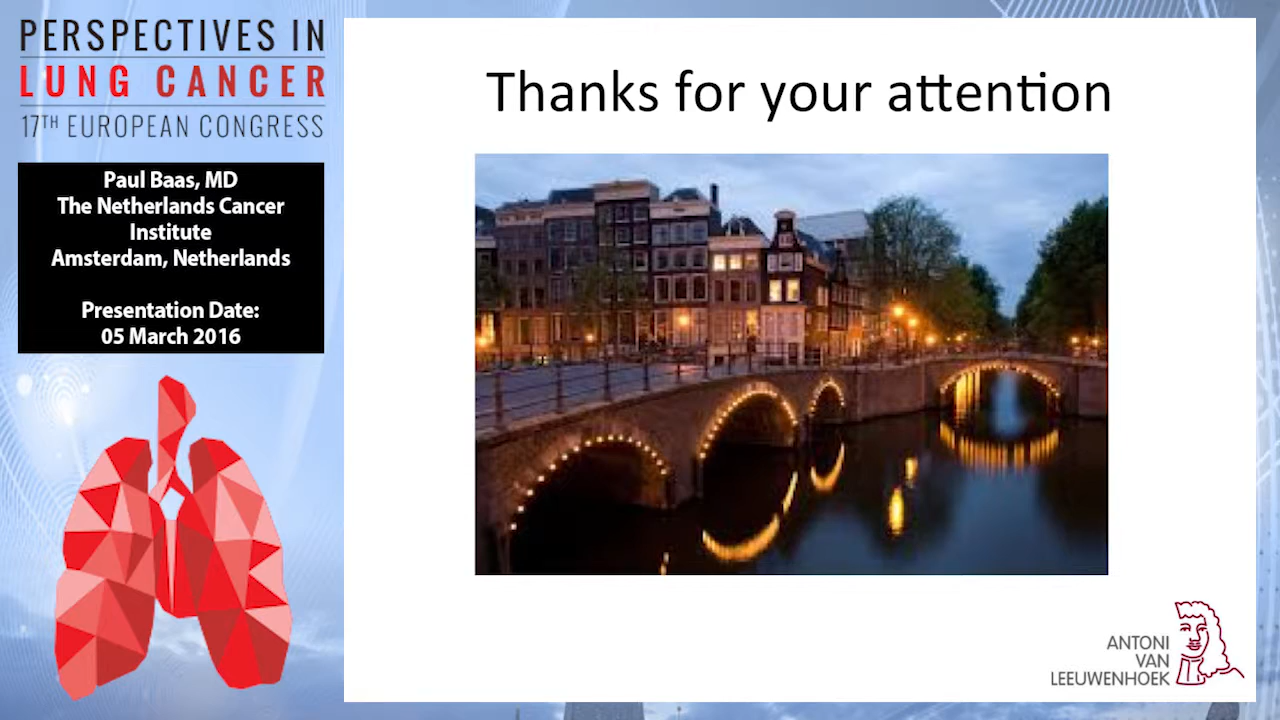 PERSPECTIVES IN
LUNG CANCER
17TH EUROPEAN CONGRESS
Paul Baas, MD
The Netherlands Cancer
Institute
Amsterdam, Netherlands
Presentation Date:
05 March 2016
Thanks for your attention
ANTONI
VAN
LEEUWENHOEK